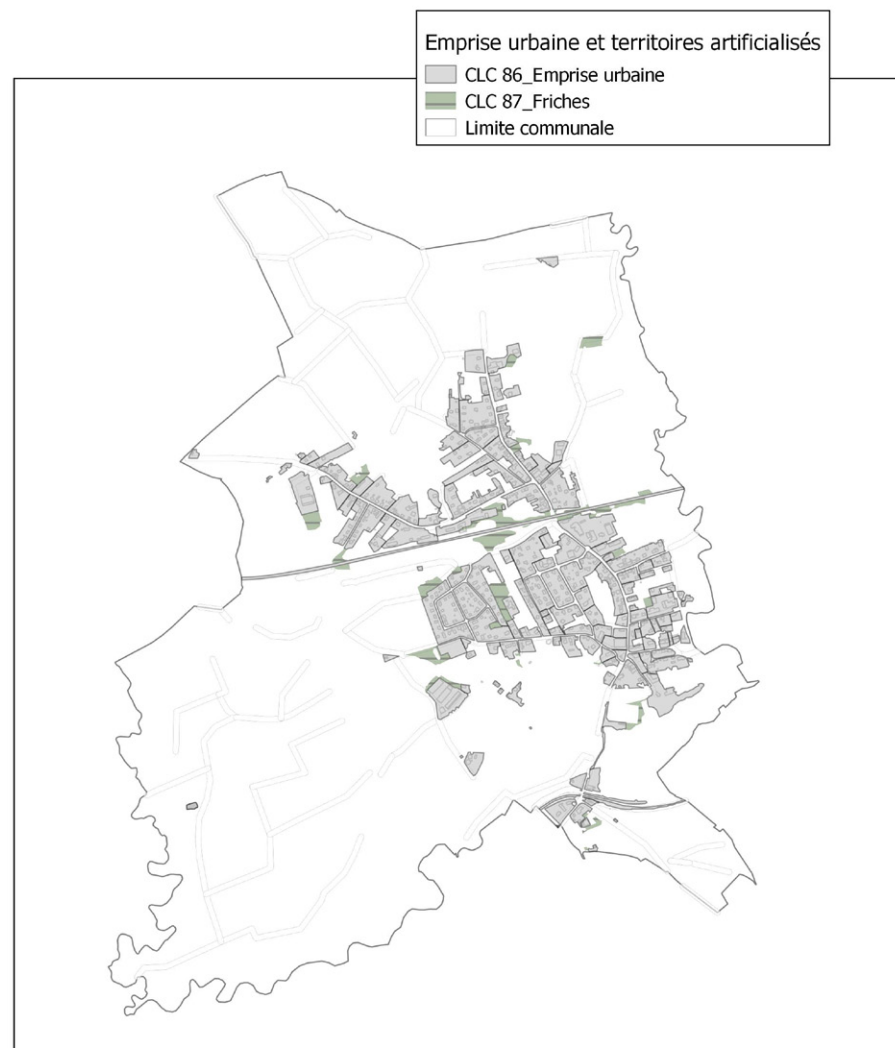 Emprise urbaine et territoires artificialisés
CLC 86_Emprise urbaine
CLC 87_Friches
Limite communale